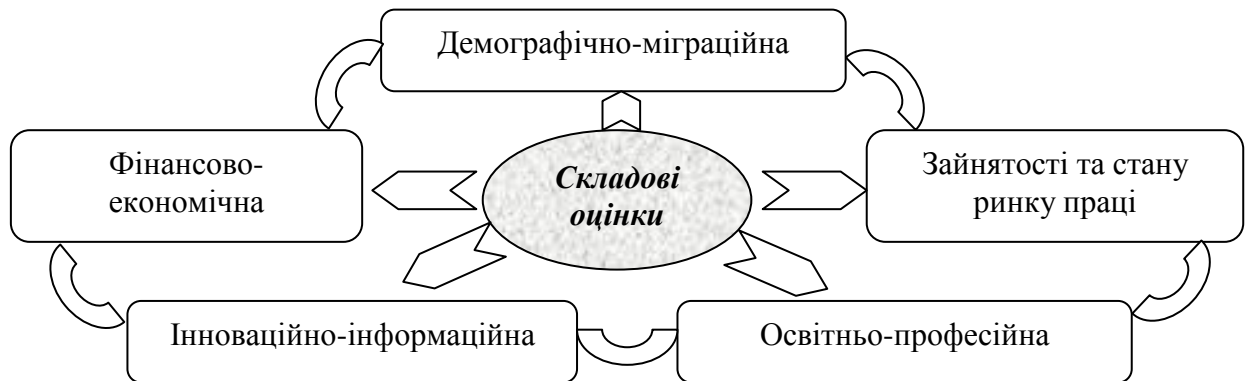 Демографічно-міграційна
Фінансово-
економічна
Складові
оцінки
Зайнятості та стану
ринку праці
Інноваційно-інформаційна
Освітньо-професійна